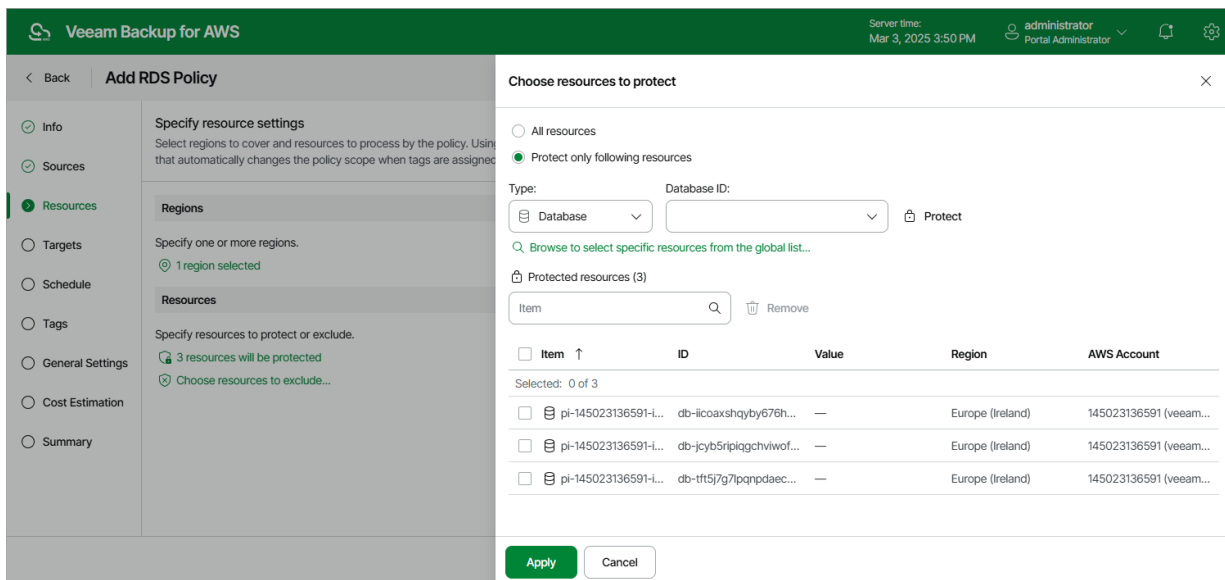 Veeam Backup for AWS
Server time:
Mar 3, 2025 3:50 PM
administrator
Portal Administrator
Back
Add RDS Policy
Info
Sources
Resources
Targets
Schedule
Tags
General Settings
Cost Estimation
Summary
Specify resource settings
Select regions to cover and resources to process by the policy. Using
that automatically changes the policy scope when tags are assigned
Regions
Specify one or more regions.
1 region selected
Resources
Specify resources to protect or exclude.
3 resources will be protected
Choose resources to exclude...
Choose resources to protect
All resources
Protect only following resources
Type: Database ID:
Database Protect
Browse to select specific resources from the global list...
Protected resources (3)
Item Remove
Item ID Value Region AWS Account
Selected: 0 of 3
pi-145023136591-i... db-iicoaxshqyby676h... — Europe (Ireland) 145023136591 (veeam...
pi-145023136591-i... db-jcyb5ripiqgchviwof... — Europe (Ireland) 145023136591 (veeam...
pi-145023136591-i... db-tft5j7g7lpqnpdaec... — Europe (Ireland) 145023136591 (veeam...
Apply Cancel